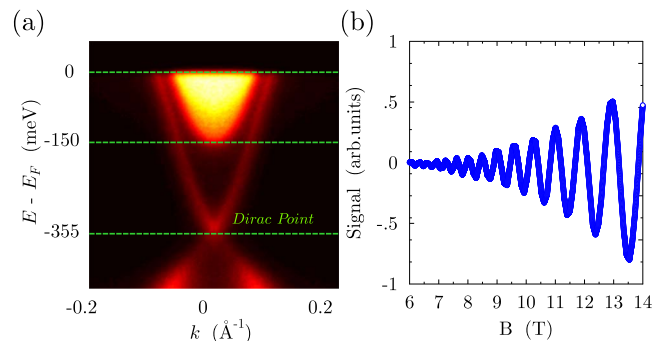 (a)
E - E_F (meV)
0
-150
-355
Dirac Point
-0.2
0
0.2
k (Å⁻¹)
(b)
Signal (arb.units)
1
.5
0
-.5
-1
6
7
8
9
10
11
12
13
14
B (T)